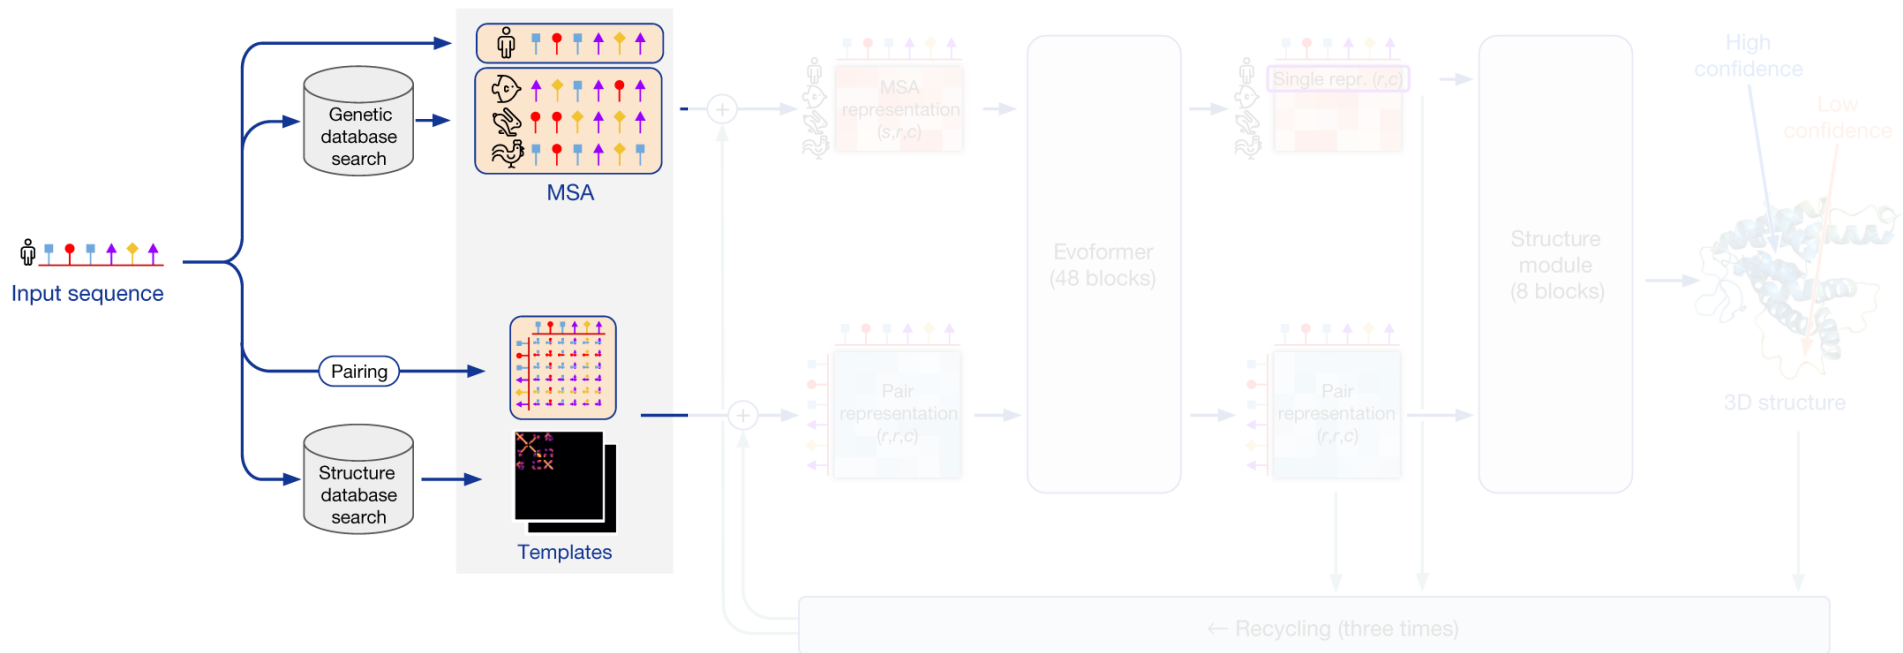 Input sequence
Genetic
database
search
MSA
Pairing
Structure
database
search
Templates
MSA
representation
(s,r,c)
Pair
representation
(r,r,c)
Evoformer
(48 blocks)
Single repr. (r,c)
Pair
representation
(r,r,c)
Structure
module
(8 blocks)
High
confidence
Low
confidence
3D structure
← Recycling (three times)